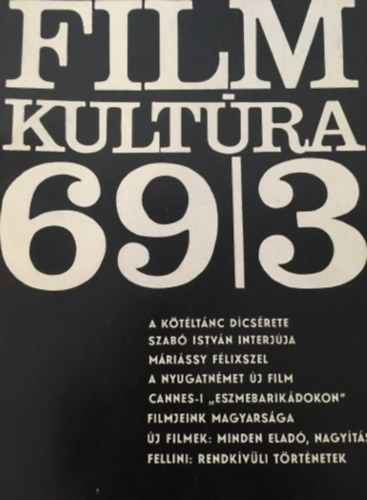 FILM
KULTÚRA
69|3
A KÖTÉLTÁNC DÍCSÉRETE
SZABÓ ISTVÁN INTERJÚJA
MÁRIÁSSY FÉLIXSZEL
A NYUGATNÉMET ÚJ FILM
CANNES-I „ESZMEBARIKÁDOKON"
FILMJEINK MAGYARSÁGA
ÚJ FILMEK: MINDEN ELADÓ, NAGYÍTÁS
FELLINI: RENDKÍVÜLI TÖRTÉNETEK